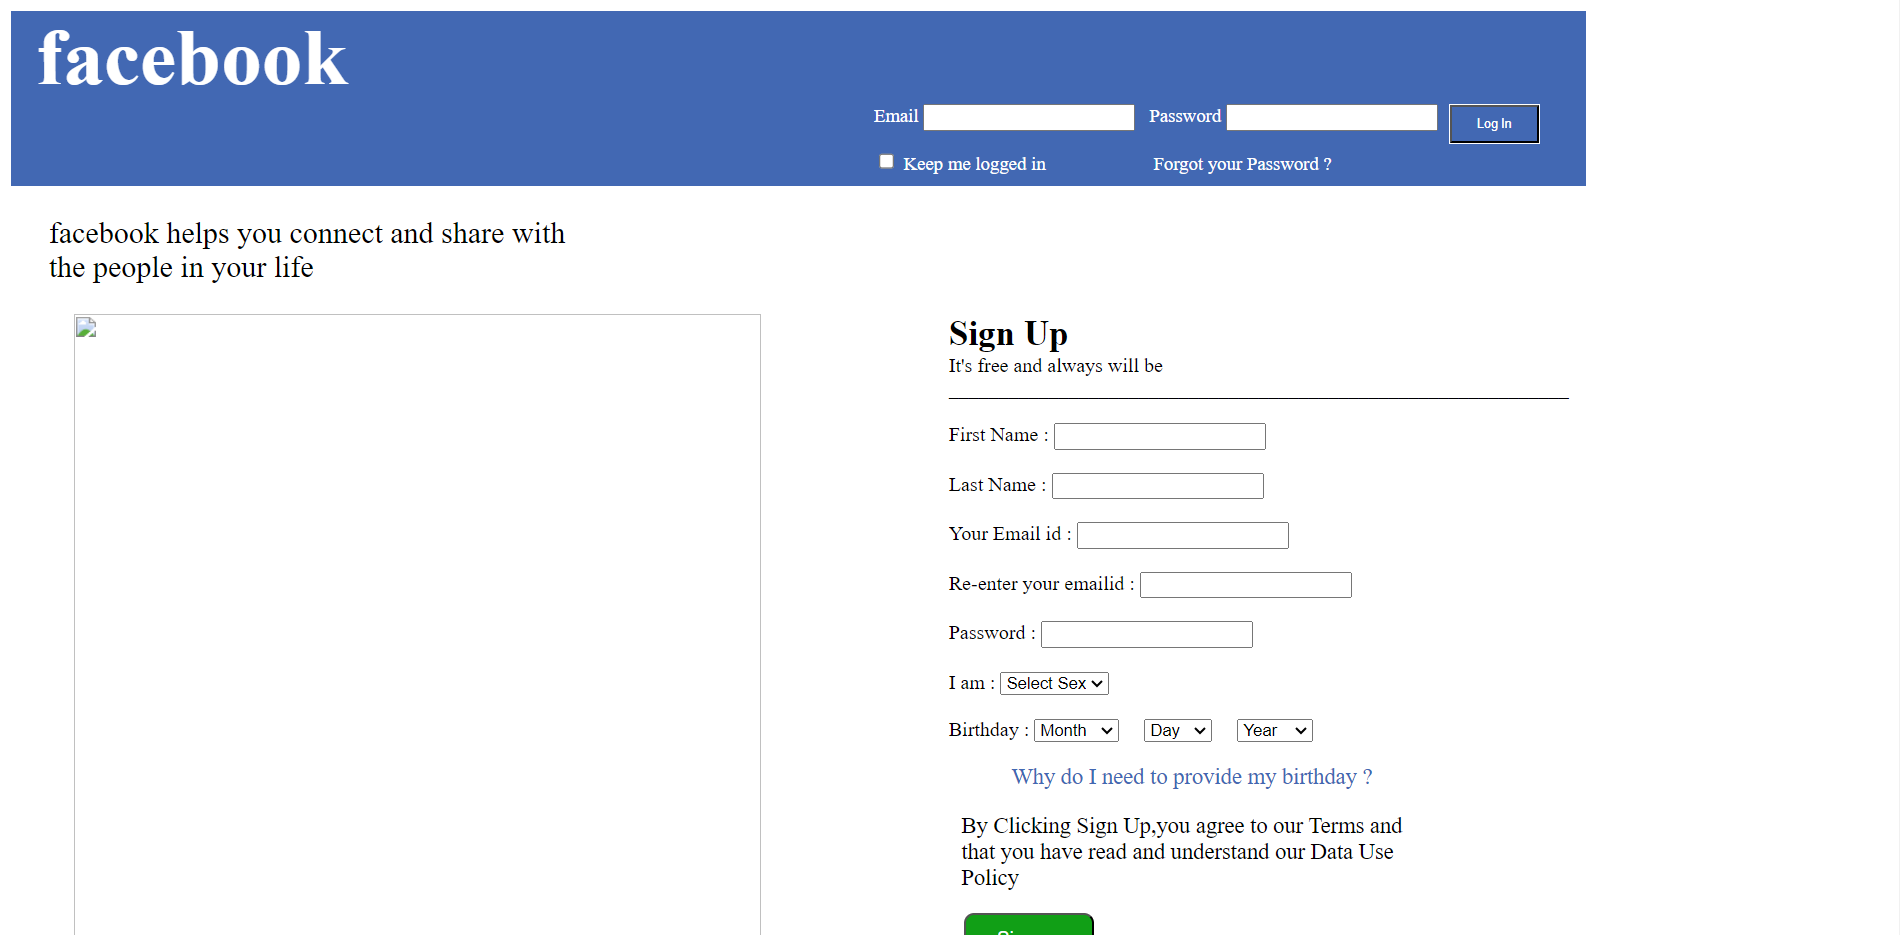 facebook
Email Password Log In
Keep me logged in Forgot your Password ?
facebook helps you connect and share with
the people in your life
Sign Up
It's free and always will be
First Name :
Last Name :
Your Email id :
Re-enter your emailid :
Password :
I am : Select Sex
Birthday : Month Day Year
Why do I need to provide my birthday ?
By Clicking Sign Up,you agree to our Terms and
that you have read and understand our Data Use
Policy